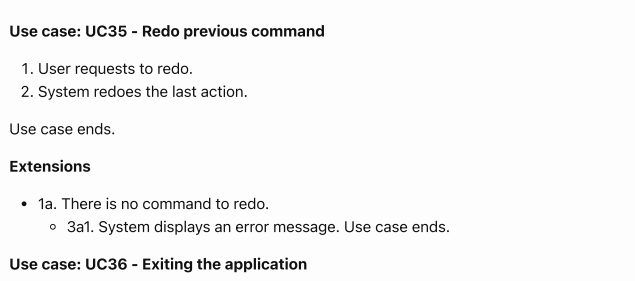 Use case: UC35 - Redo previous command
1. User requests to redo.
2. System redoes the last action.
Use case ends.
Extensions
• 1a. There is no command to redo.
◦ 3a1. System displays an error message. Use case ends.
Use case: UC36 - Exiting the application